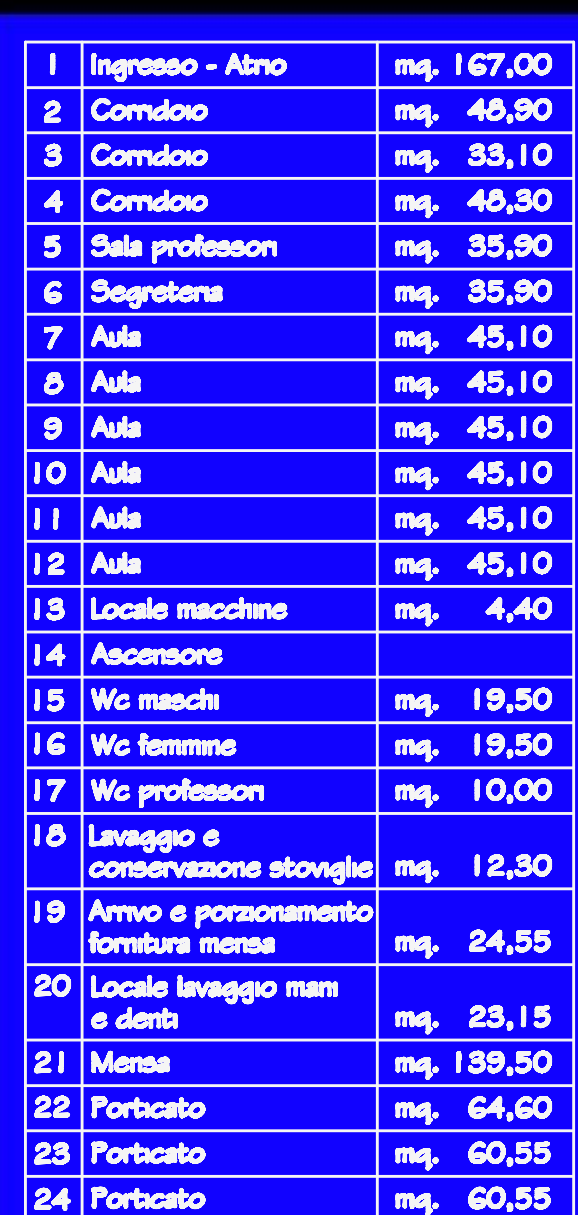 1 Ingresso - Atrio mq. 167,00
2 Corridoio mq. 48,90
3 Corridoio mq. 33,10
4 Corridoio mq. 48,30
5 Sala professori mq. 35,90
6 Segreteria mq. 35,90
7 Aula mq. 45,10
8 Aula mq. 45,10
9 Aula mq. 45,10
10 Aula mq. 45,10
11 Aula mq. 45,10
12 Aula mq. 45,10
13 Locale macchine mq. 4,40
14 Ascensore
15 Wc maschi mq. 19,50
16 Wc femmine mq. 19,50
17 Wc professori mq. 10,00
18 Lavaggio e
conservazione stoviglie mq. 12,30
19 Arrivo e porzionamento
fornitura mensa mq. 24,55
20 Locale lavaggio mani
e denti mq. 23,15
21 Mensa mq. 139,50
22 Porticato mq. 64,60
23 Porticato mq. 60,55
24 Porticato mq. 60,55